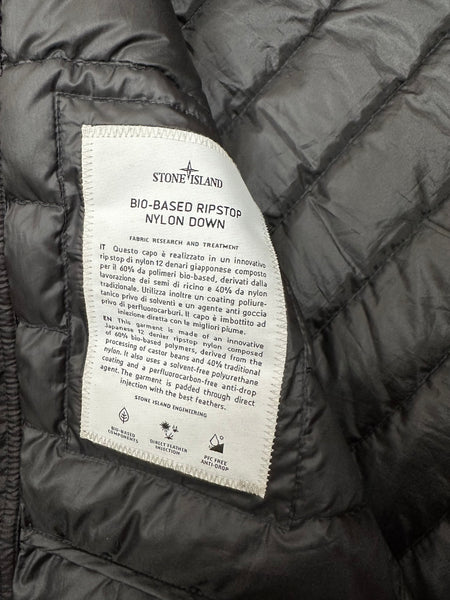 STONE ISLAND
BIO-BASED RIPSTOP
NYLON DOWN
FABRIC RESEARCH AND TREATMENT
IT Questo capo è realizzato in un innovativo
ripstop di nylon 12 denari giapponese composto
per il 60% da polimeri bio-based, derivati dalla
lavorazione dei semi di ricino e 40% da nylon
tradizionale. Utilizza inoltre un coating poliure-
tanico privo di solventi e un agente anti goccia
privo di perfluorocarburi. Il capo è imbottito ad
iniezione diretta con le migliori piume.
EN This garment is made of an innovative
Japanese 12 denier ripstop nylon composed
of 60% bio-based polymers, derived from the
processing of castor beans and 40% traditional
nylon. It also uses a solvent-free polyurethane
coating and a perfluorocarbon-free anti-drop
agent. The garment is padded through direct
injection with the best feathers.
STONE ISLAND ENGINEERING
BIO-BASED
COMPONENTS
DIRECT FEATHER
INJECTION
PFC FREE
ANTI-DROP